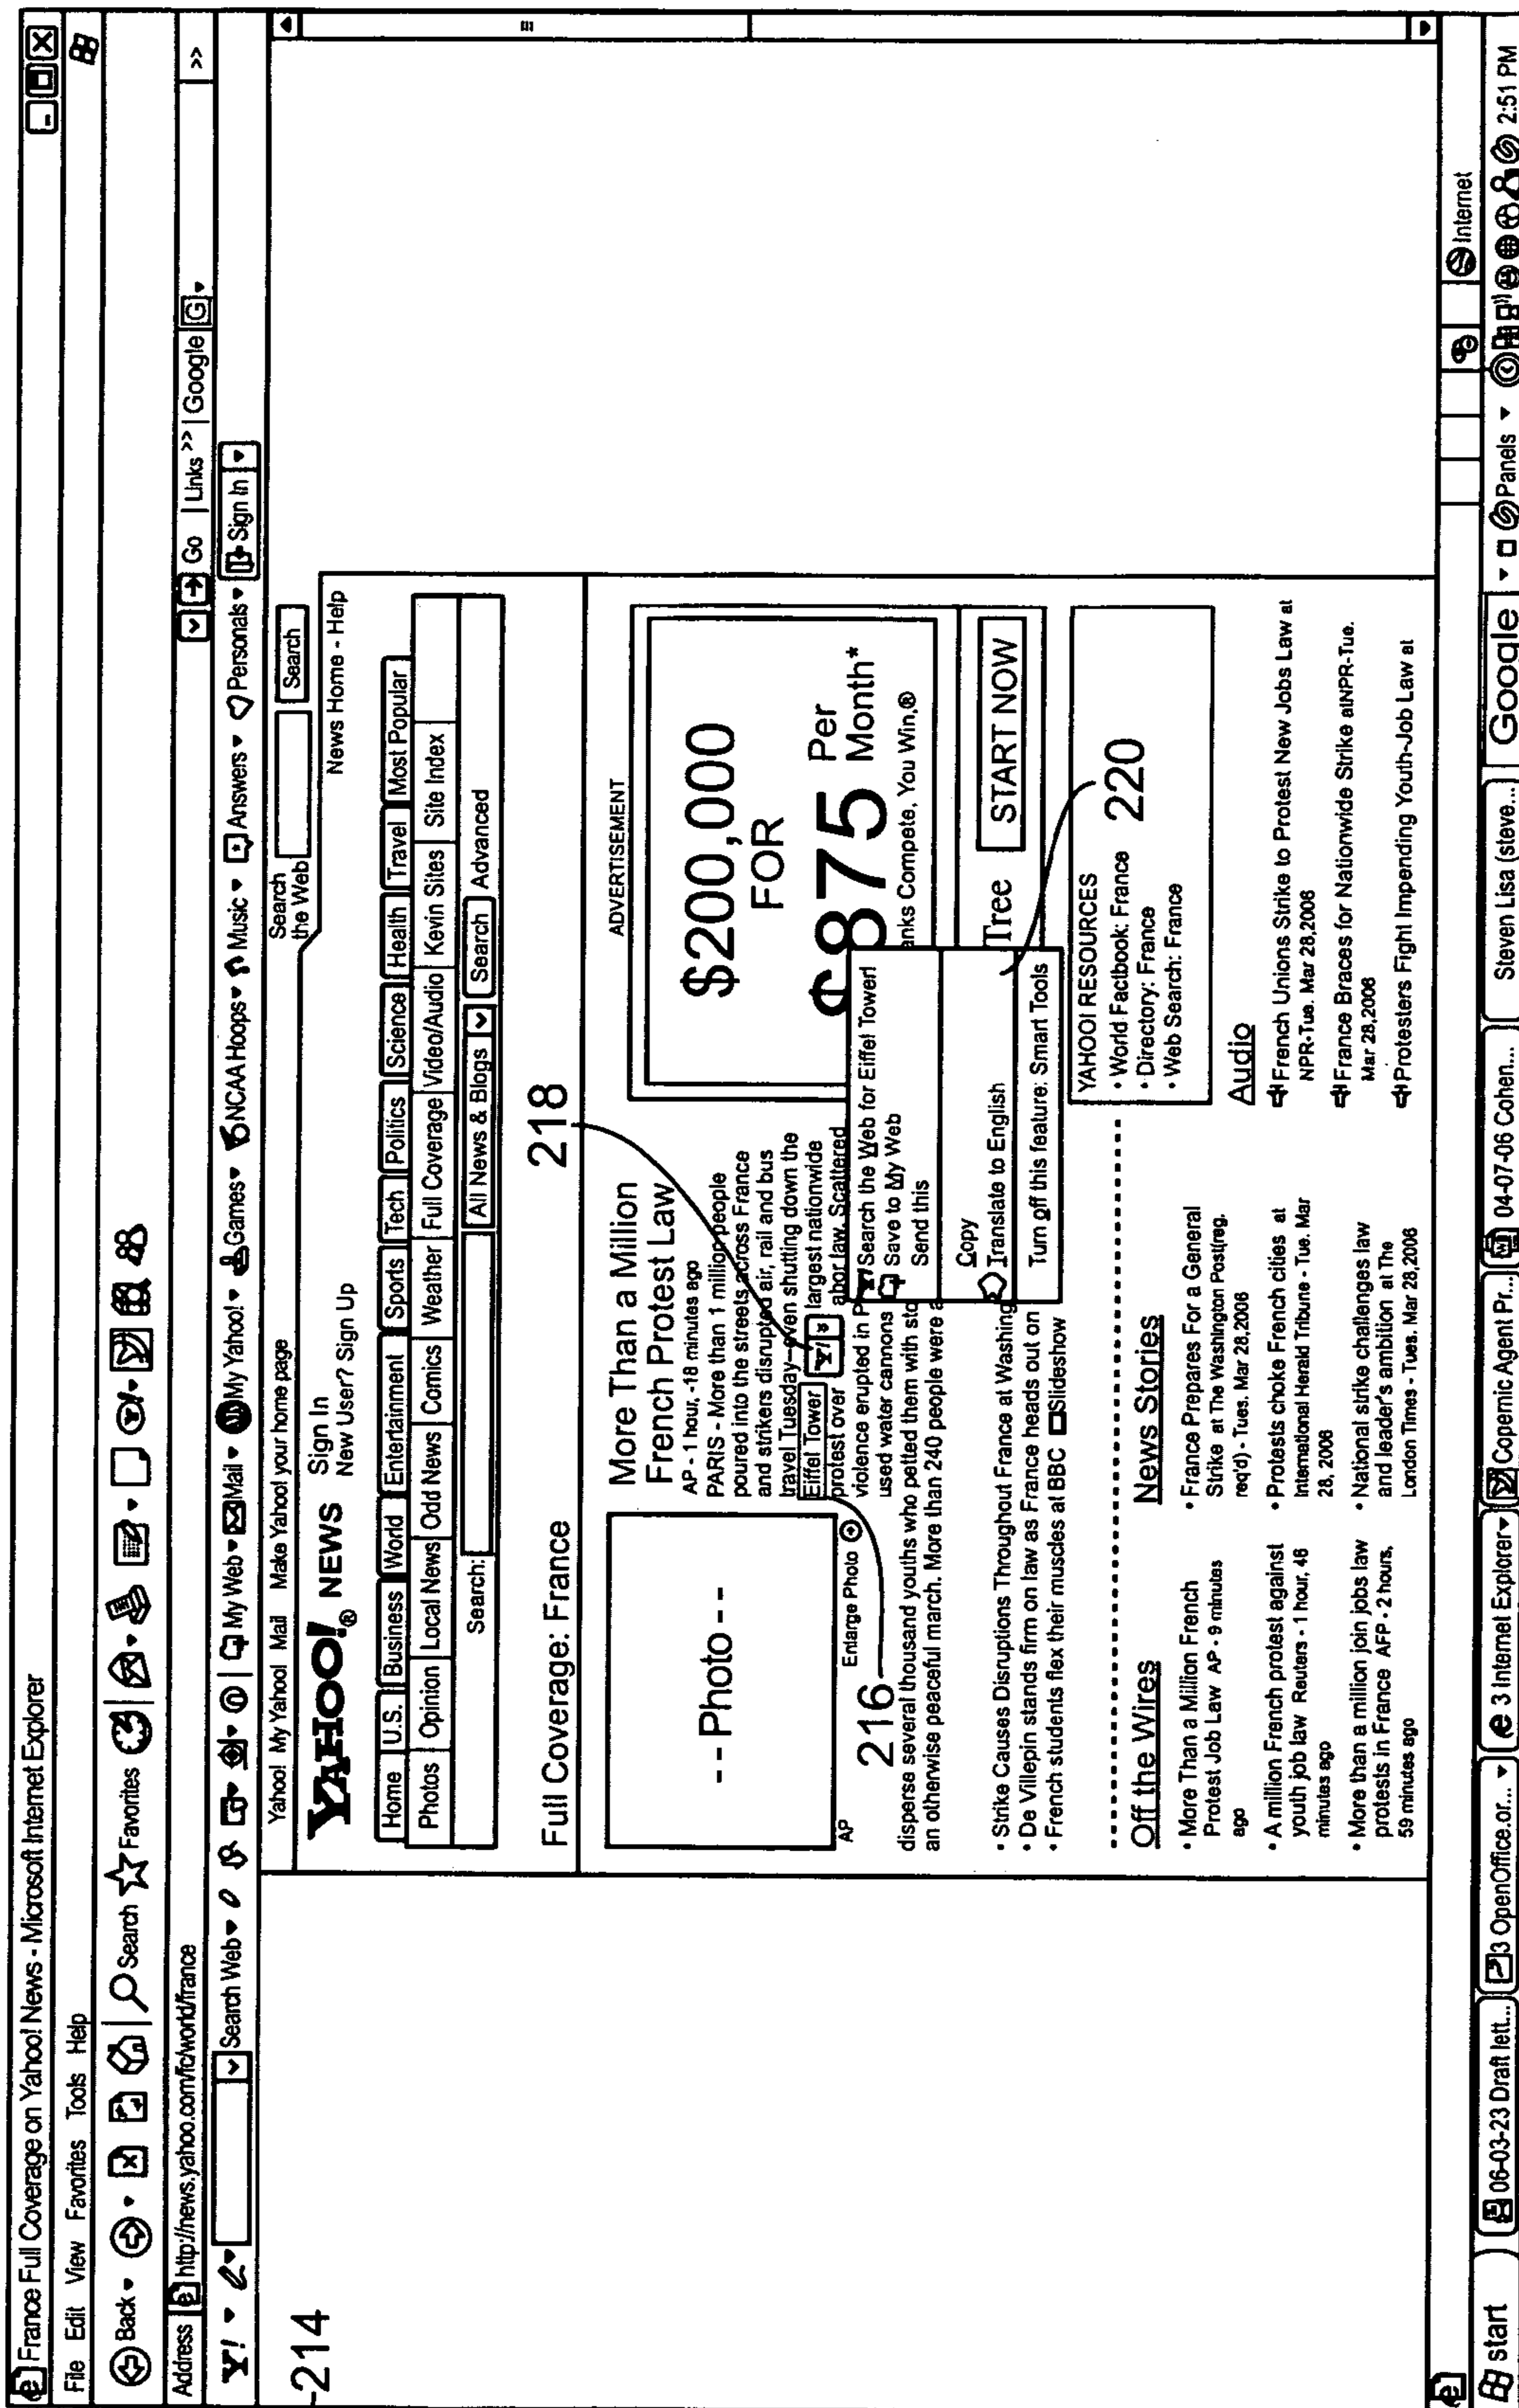 France Full Coverage on Yahoo! News - Microsoft Internet Explorer
File Edit View Favorites Tools Help
Back Search Favorites
Address http://news.yahoo.com/fc/world/france Go Links >> Google G >>
Y! Search Web My Web Mail My Yahoo! Games NCAA Hoops Music Answers Personals Sign In
214
Yahoo! My Yahoo! Mail Make Yahoo! your home page
Search
the Web
Search
YAHOO!® NEWS
Sign In
New User? Sign Up
News Home - Help
Home U.S. Business World Entertainment Sports Tech Politics Science Health Travel Most Popular
Photos Opinion Local News Odd News Comics Weather Full Coverage Video/Audio Kevin Sites Site Index
Search: All News & Blogs Search Advanced
Full Coverage: France
218
-- Photo --
AP Enlarge Photo
216
More Than a Million
French Protest Law
AP - 1 hour, -18 minutes ago
PARIS - More than 1 million people
poured into the streets across France
and strikers disrupted air, rail and bus
travel Tuesday-even shutting down the
Eiffel Tower Y! largest nationwide
protest over abor law. Scattered
violence erupted in P
used water cannons
disperse several thousand youths who petted them with sto
an otherwise peaceful march. More than 240 people were a
• Strike Causes Disruptions Throughout France at Washing
• De Villepin stands firm on law as France heads out on
• French students flex their muscles at BBC Slideshow
Y! Search the Web for Eiffel Tower!
Save to My Web
Send this
Copy
Translate to English
Turn off this feature: Smart Tools
ADVERTISEMENT
$200,000
FOR
$875 Per
Month*
anks Compete, You Win,®
Tree START NOW
220
YAHOO! RESOURCES
• World Factbook: France
• Directory: France
• Web Search: France
Off the Wires
• More Than a Million French
Protest Job Law AP - 9 minutes
ago
• A million French protest against
youth job law Reuters - 1 hour, 46
minutes ago
• More than a million join jobs law
protests in France AFP - 2 hours,
59 minutes ago
News Stories
• France Prepares For a General
Strike at The Washington Post(reg.
req'd) - Tues. Mar 28,2006
• Protests choke French cities at
International Herald Tribune - Tue. Mar
28, 2006
• National strike challenges law
and leader's ambition at The
London Times - Tues. Mar 28,2006
Audio
French Unions Strike to Protest New Jobs Law at
NPR-Tue. Mar 28,2006
France Braces for Nationwide Strike atNPR-Tue.
Mar 28,2006
Protesters Fight Impending Youth-Job Law at
Internet
start 06-03-23 Draft lett... 3 OpenOffice.or... 3 Internet Explorer Copernic Agent Pr... 04-07-06 Cohen... Steven Lisa (steve... Google Panels 2:51 PM